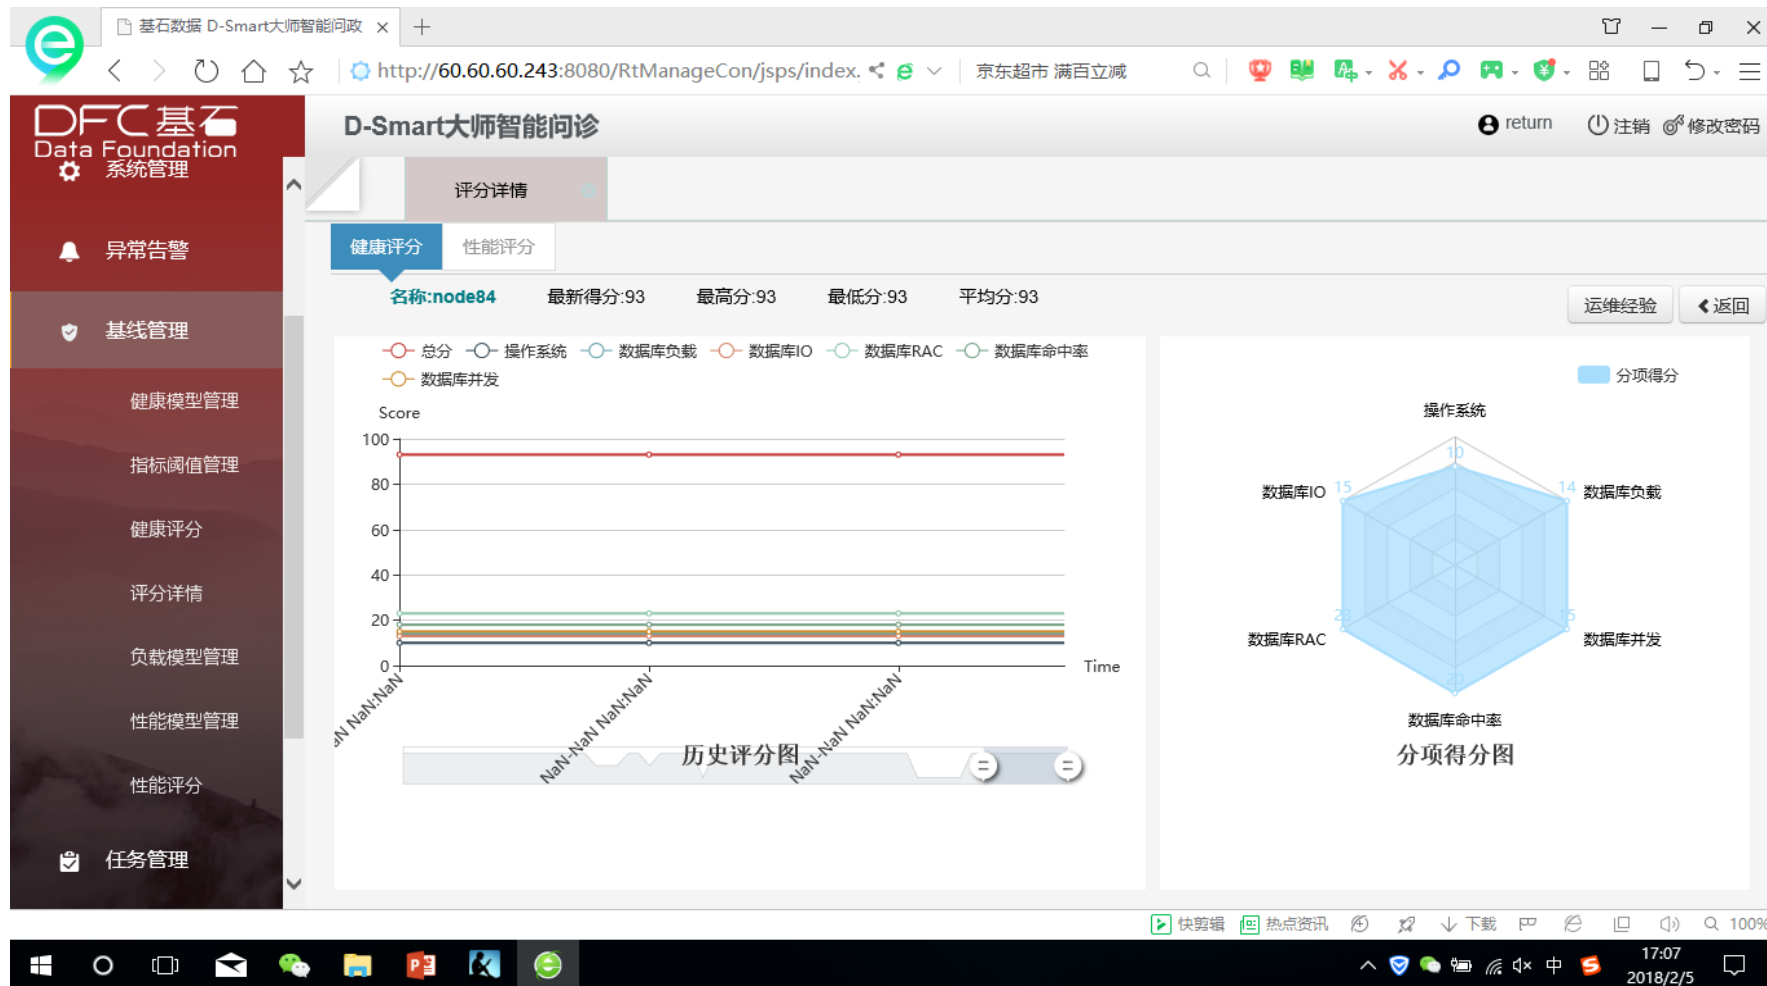 基石数据 D-Smart大师智能问政
http://60.60.60.243:8080/RtManageCon/jsps/index.
京东超市 满百立减
DFC基石
Data Foundation
D-Smart大师智能问诊
return
注销
修改密码
系统管理
异常告警
基线管理
健康模型管理
指标阈值管理
健康评分
评分详情
负载模型管理
性能模型管理
性能评分
任务管理
评分详情
健康评分
性能评分
名称:node84
最新得分:93
最高分:93
最低分:93
平均分:93
运维经验
返回
总分 操作系统 数据库负载 数据库IO 数据库RAC 数据库命中率
数据库并发
Score
100
80
60
40
20
0
Time
NaN NaN:NaN
NaN-NaN NaN:NaN
NaN-NaN NaN:NaN
历史评分图
分项得分
操作系统
10
数据库IO
15
14
数据库负载
数据库RAC
23
15
数据库并发
20
数据库命中率
分项得分图
快剪辑
热点资讯
下载
100%
中
17:07
2018/2/5